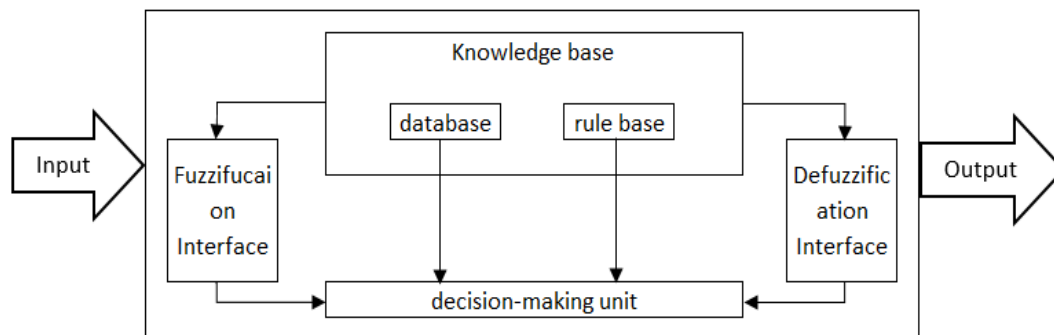 Knowledge base
database
rule base
Input
Fuzzifucai
on
Interface
Defuzzific
ation
Interface
Output
decision-making unit